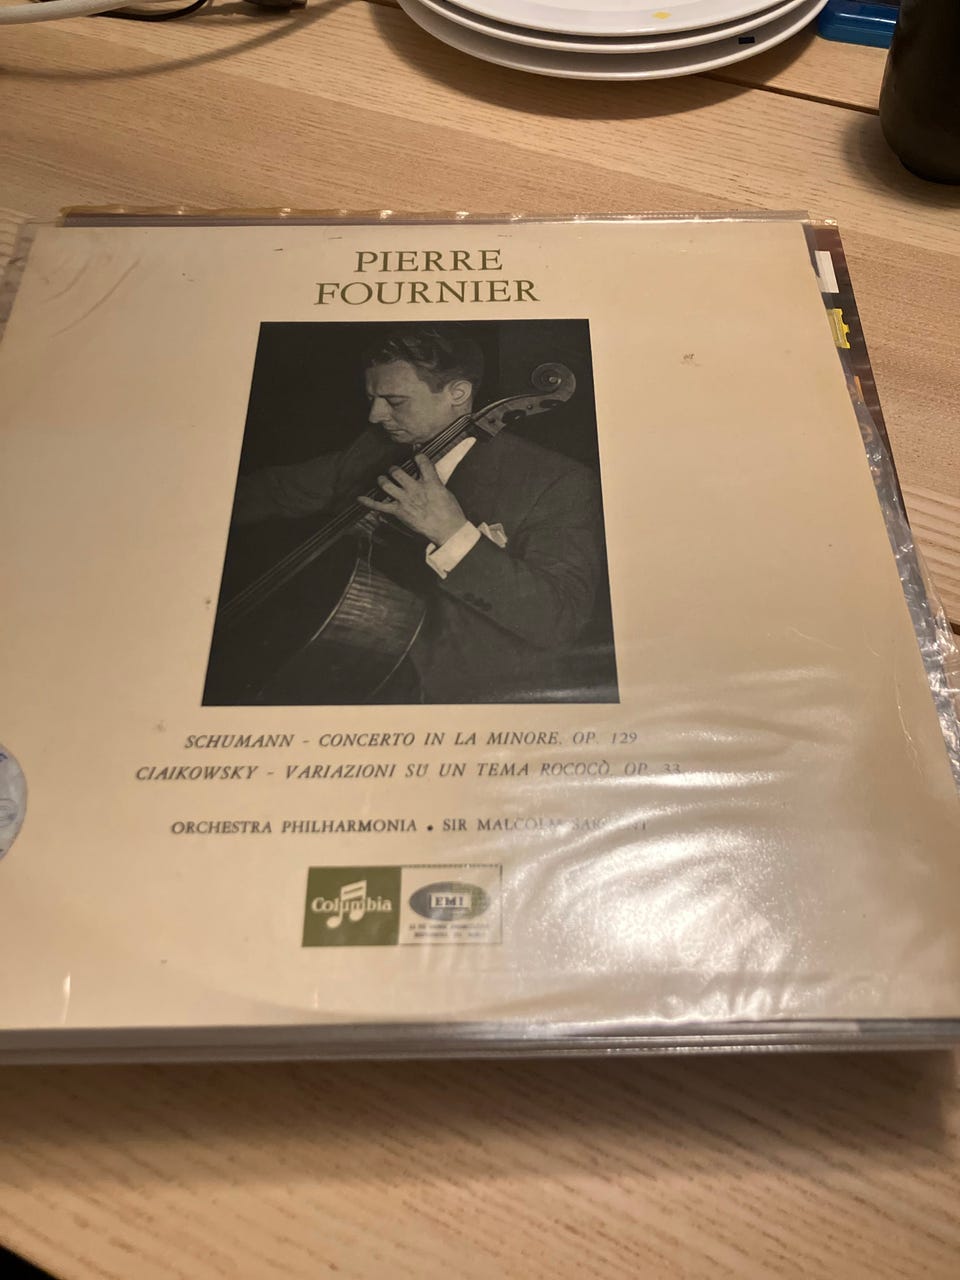 PIERRE
FOURNIER
SCHUMANN - CONCERTO IN LA MINORE, OP. 129
CIAIKOWSKY - VARIAZIONI SU UN TEMA ROCOCÒ, OP. 33
ORCHESTRA PHILHARMONIA • SIR MALCOLM SARGENT
Columbia
EMI